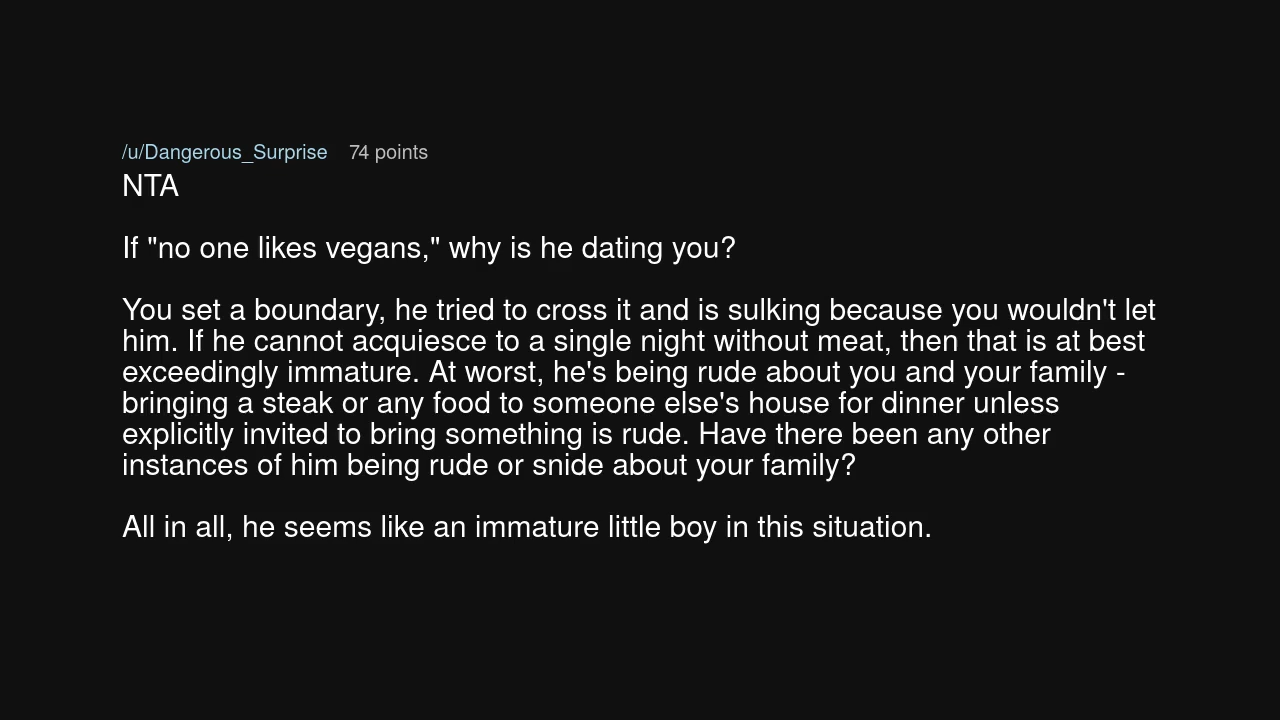 /u/Dangerous_Surprise 74 points
NTA
If "no one likes vegans," why is he dating you?
You set a boundary, he tried to cross it and is sulking because you wouldn't let
him. If he cannot acquiesce to a single night without meat, then that is at best
exceedingly immature. At worst, he's being rude about you and your family -
bringing a steak or any food to someone else's house for dinner unless
explicitly invited to bring something is rude. Have there been any other
instances of him being rude or snide about your family?
All in all, he seems like an immature little boy in this situation.